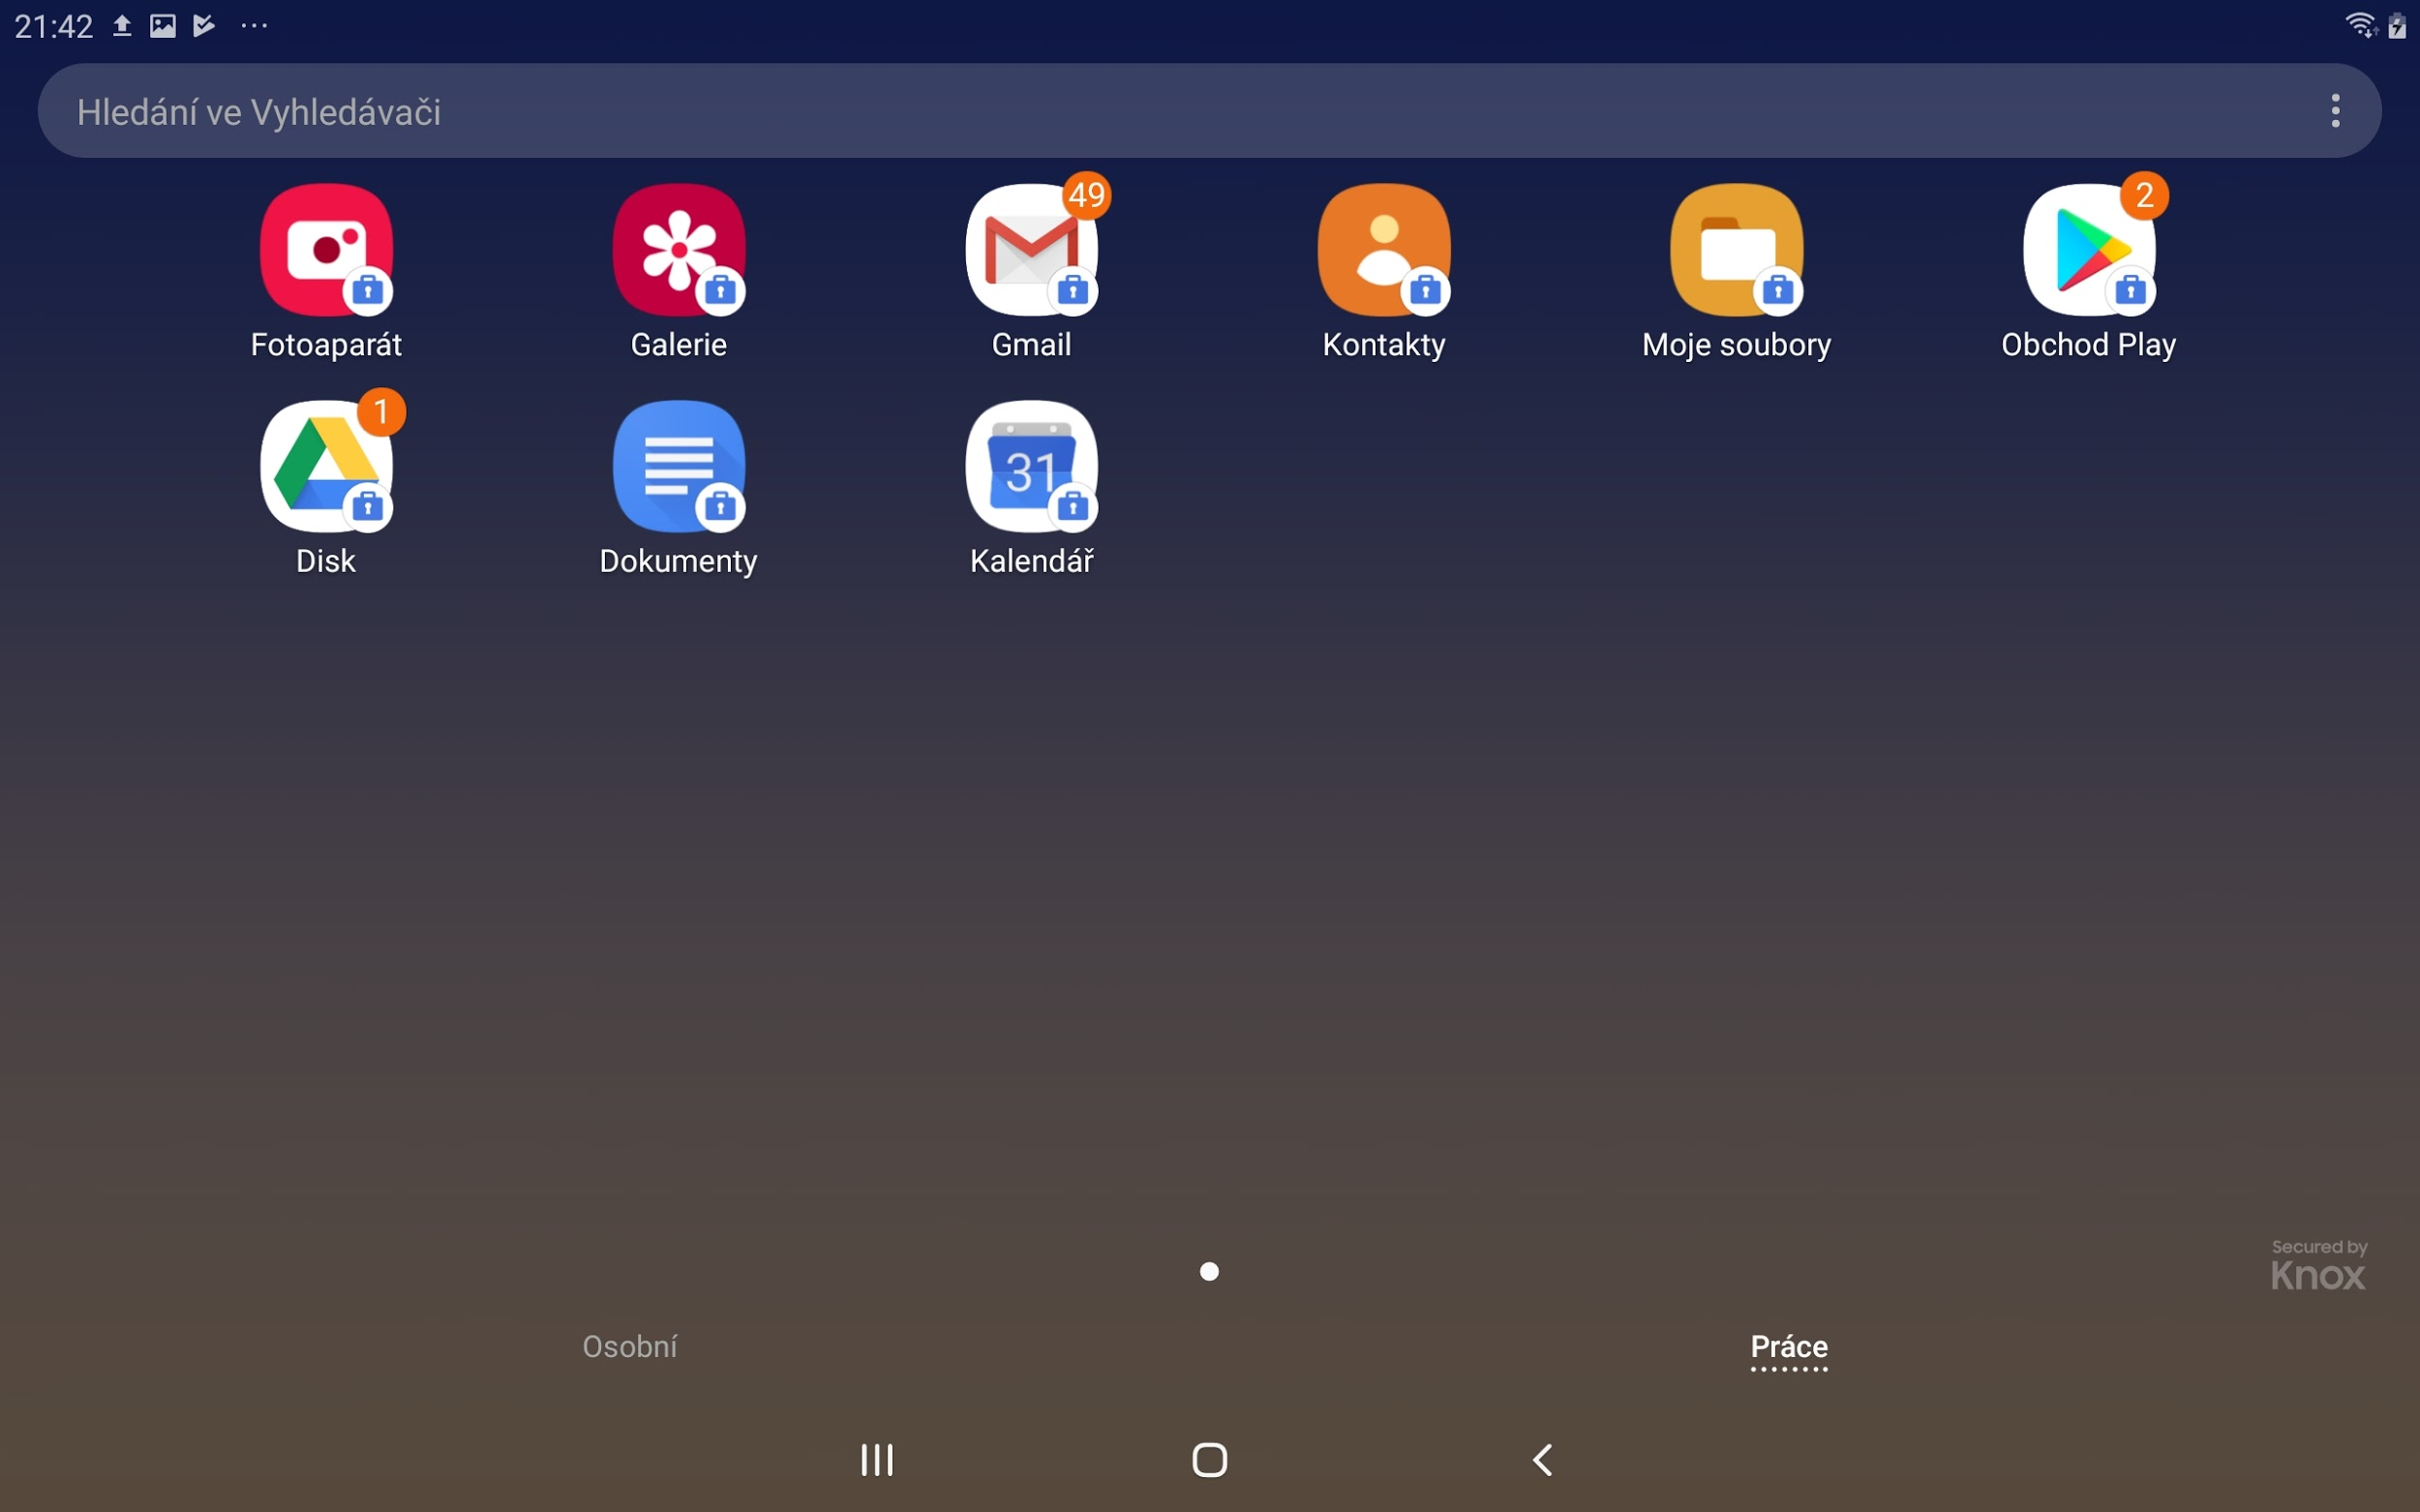 21:42
Hledání ve Vyhledávači
49
2
Fotoaparát
Galerie
Gmail
Kontakty
Moje soubory
Obchod Play
1
31
Disk
Dokumenty
Kalendář
Secured by
Knox
Osobní
Práce